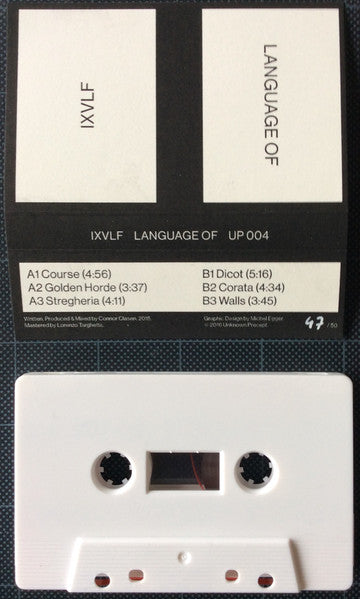 IXVLF
LANGUAGE OF
IXVLF LANGUAGE OF UP 004
A1 Course (4:56)
A2 Golden Horde (3:37)
A3 Stregheria (4:11)
B1 Dicot (5:16)
B2 Corata (4:34)
B3 Walls (3:45)
Written, Produced & Mixed by Connor Olasen. 2015.
Mastered by Lorenzo Targhetta.
Graphic Design by Michel Egger.
© 2016 Unknown Precept.
47 / 50